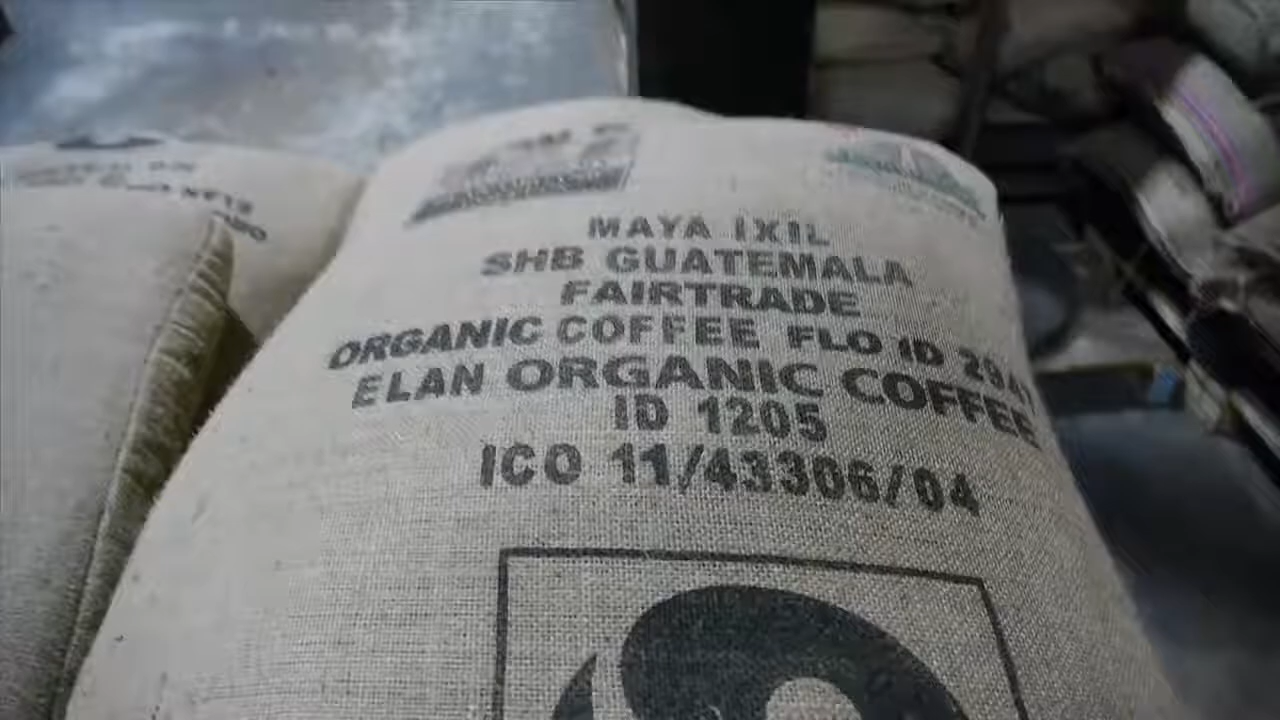 MAYA IXIL
SHB GUATEMALA
FAIRTRADE
ORGANIC COFFEE FLO ID
ELAN ORGANIC COFFEE
ID 1205
ICO 11/43306/04